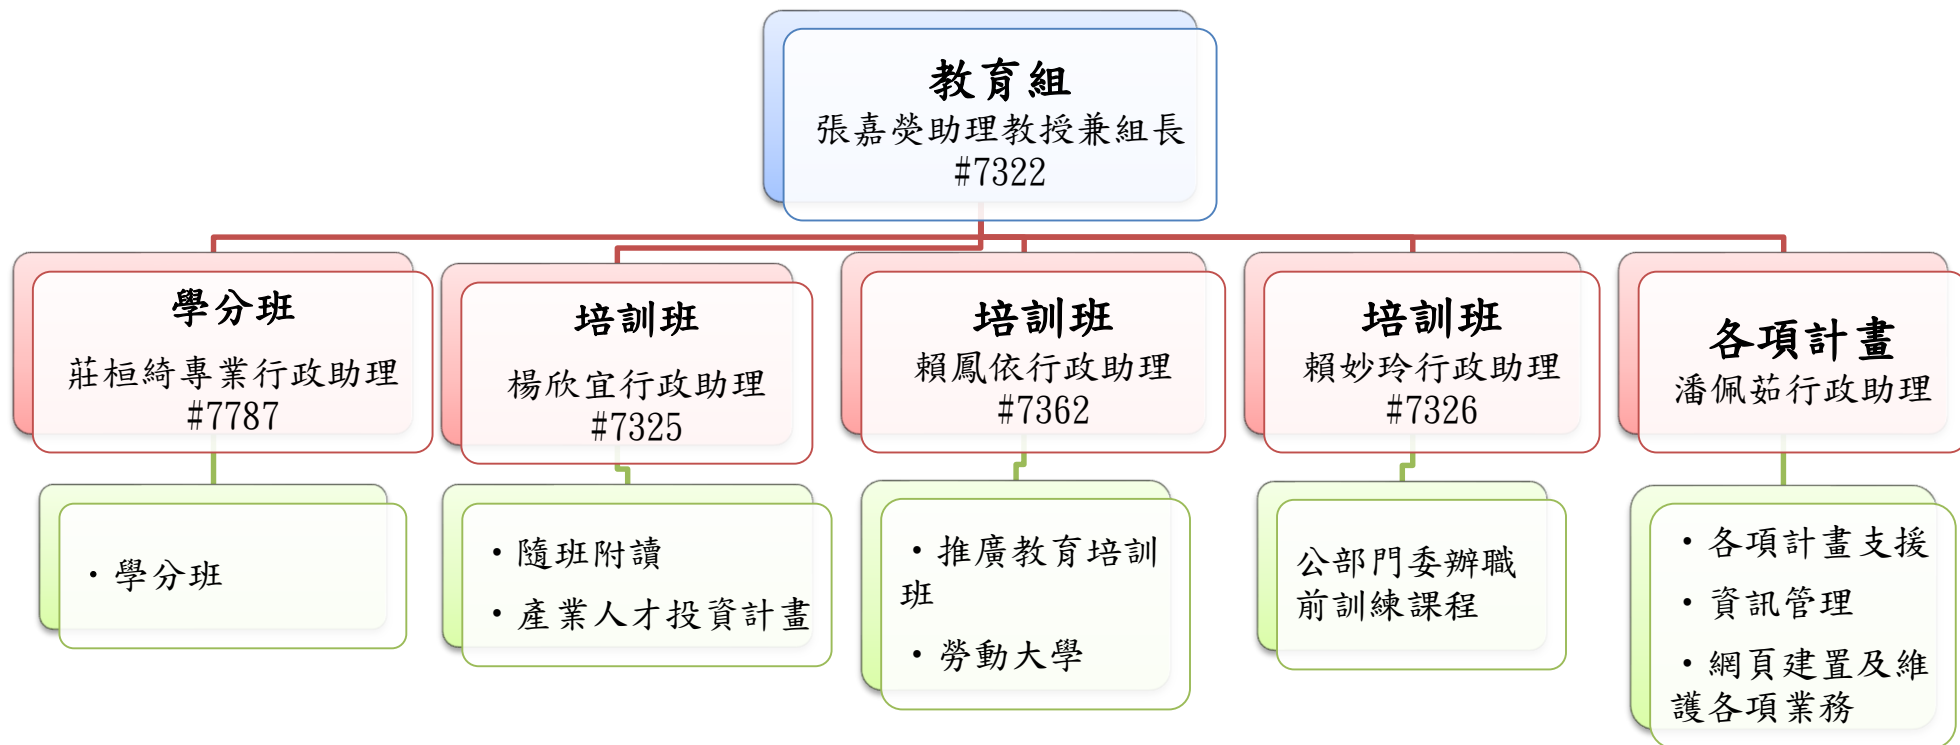 教育組
張嘉熒助理教授兼組長
#7322
學分班
莊桓綺專業行政助理
#7787
培訓班
楊欣宜行政助理
#7325
培訓班
賴鳳依行政助理
#7362
培訓班
賴妙玲行政助理
#7326
各項計畫
潘佩茹行政助理
・學分班
・隨班附讀
・產業人才投資計畫
・推廣教育培訓
班
・勞動大學
公部門委辦職
前訓練課程
・各項計畫支援
・資訊管理
・網頁建置及維
護各項業務